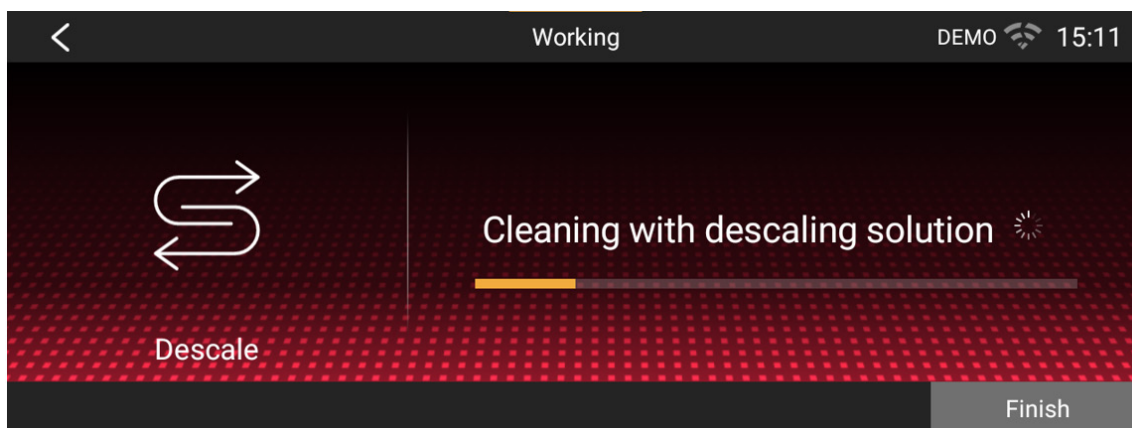 Working
DEMO 15:11
Cleaning with descaling solution
Descale
Finish